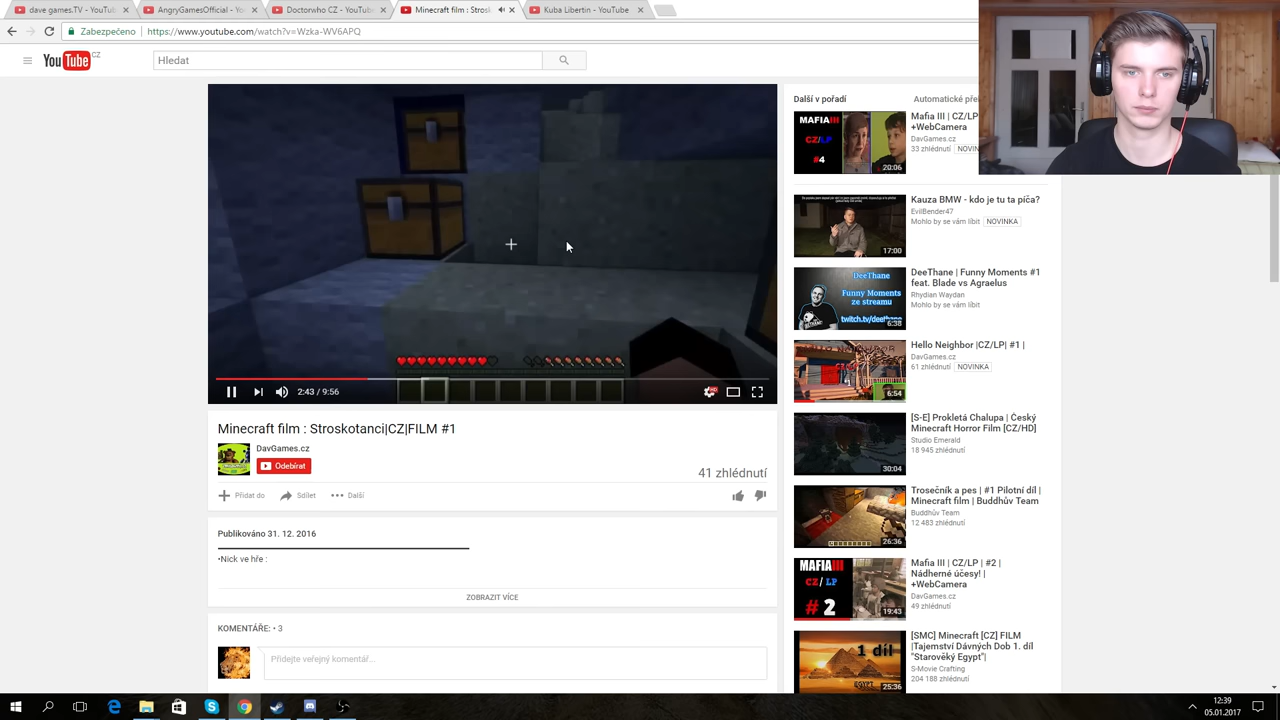 dave games.TV - YouTub
AngryGamesOfficial - Yo
Doctorwho CZ - YouTub
Minecraft film : Stros
Kuba Libertin - YouTube
Zabezpečeno
https://www.youtube.com/watch?v=Wzka-WV6APQ
YouTube CZ
Hledat
2:43 / 9:56
HD
Minecraft film : Stroskotanci|CZ|FILM #1
DavGames.cz
Odebírat
41 zhlédnutí
Přidat do
Sdílet
Další
Publikováno 31. 12. 2016
•Nick ve hře :
ZOBRAZIT VÍCE
KOMENTÁŘE: • 3
Přidejte veřejný komentář...
Další v pořadí
Automatické pře
MAFIA III
CZ/LP
#4
20:06
Mafia III | CZ/LP
+WebCamera
DavGames.cz
33 zhlédnutí NOVIN
17:00
Kauza BMW - kdo je tu ta píča?
EvilBender47
Mohlo by se vám líbit NOVINKA
DeeThane
Funny Moments
ze streamu
twitch.tv/deethane
6:38
DeeThane | Funny Moments #1
feat. Blade vs Agraelus
Rhydian Waydan
Mohlo by se vám líbit
6:54
Hello Neighbor |CZ/LP| #1 |
DavGames.cz
61 zhlédnutí NOVINKA
30:04
[S-E] Prokletá Chalupa | Český
Minecraft Horror Film [CZ/HD]
Studio Emerald
18 945 zhlédnutí
26:36
Trosečník a pes | #1 Pilotní díl |
Minecraft film | Buddhův Team
Buddhův Team
12 483 zhlédnutí
MAFIA III
CZ/ LP
# 2
19:43
Mafia III | CZ/LP | #2 |
Nádherné účesy! |
+WebCamera
DavGames.cz
49 zhlédnutí
1 díl
EGYPT
25:36
[SMC] Minecraft [CZ] FILM
|Tajemství Dávných Dob 1. díl
"Starověký Egypt"|
S-Movie Crafting
204 188 zhlédnutí
12:39
05.01.2017